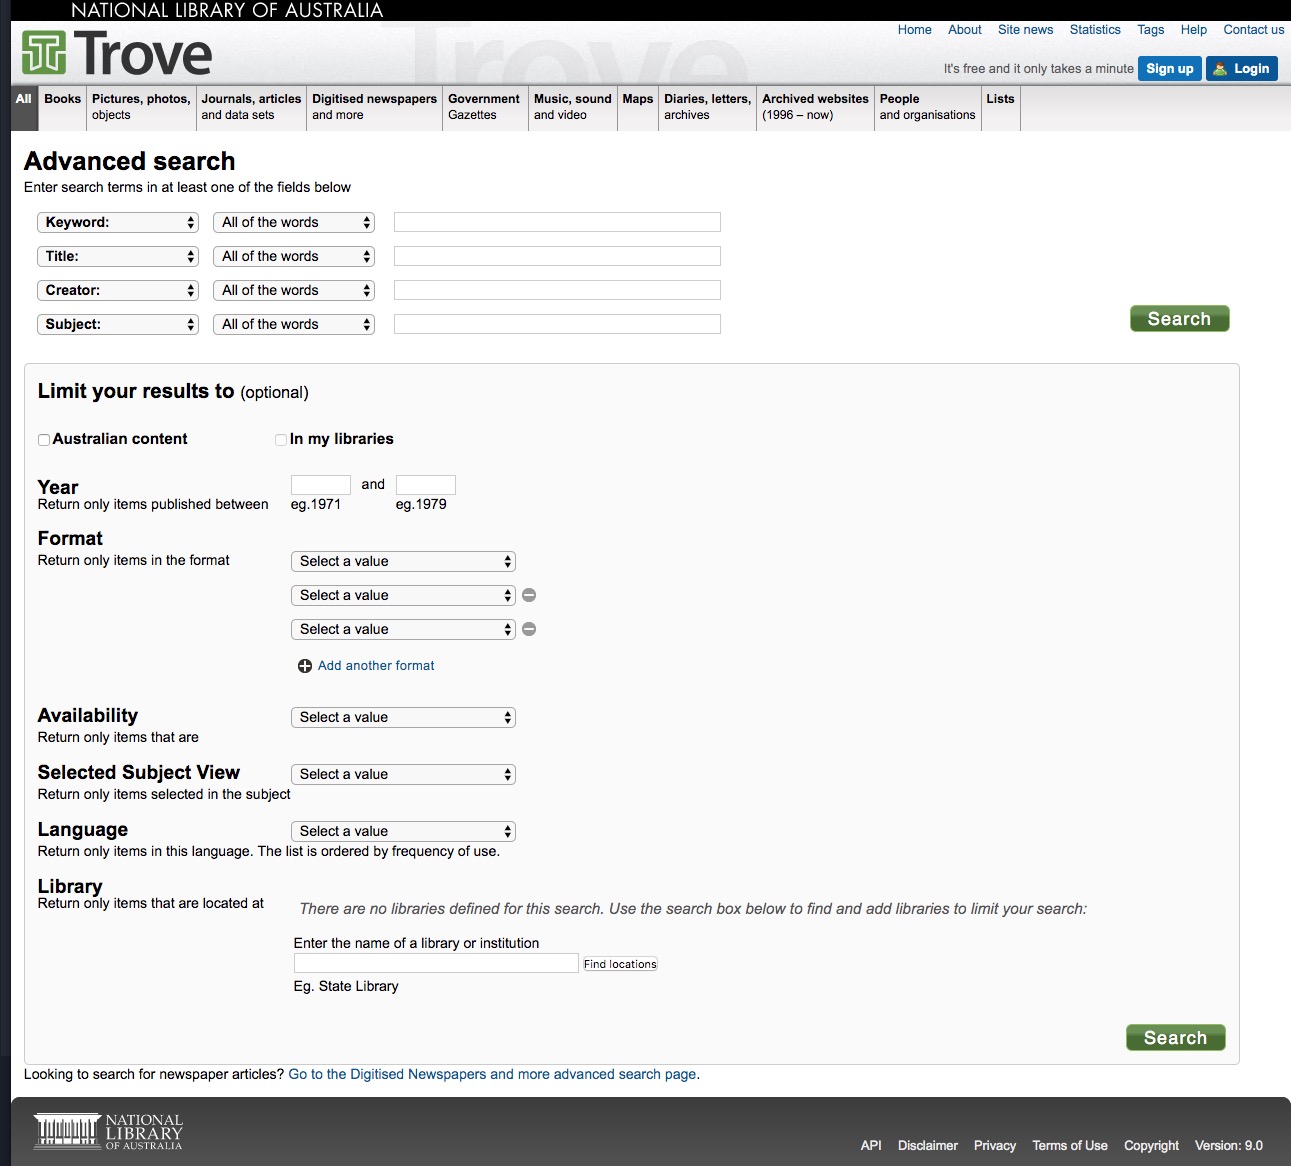 NATIONAL LIBRARY OF AUSTRALIA
Trove
Trove
Home About Site news Statistics Tags Help Contact us
It's free and it only takes a minute Sign up Login
All Books Pictures, photos, objects Journals, articles and data sets Digitised newspapers and more Government Gazettes Music, sound and video Maps Diaries, letters, archives Archived websites (1996 – now) People and organisations Lists
Advanced search
Enter search terms in at least one of the fields below
Keyword: All of the words
Title: All of the words
Creator: All of the words
Subject: All of the words
Search
Limit your results to (optional)
Australian content In my libraries
Year and
Return only items published between eg.1971 eg.1979
Format
Return only items in the format Select a value
Select a value
Select a value
Add another format
Availability Select a value
Return only items that are
Selected Subject View Select a value
Return only items selected in the subject
Language Select a value
Return only items in this language. The list is ordered by frequency of use.
Library
Return only items that are located at
There are no libraries defined for this search. Use the search box below to find and add libraries to limit your search:
Enter the name of a library or institution
Find locations
Eg. State Library
Search
Looking to search for newspaper articles? Go to the Digitised Newspapers and more advanced search page.
NATIONAL
LIBRARY
OF AUSTRALIA
API Disclaimer Privacy Terms of Use Copyright Version: 9.0